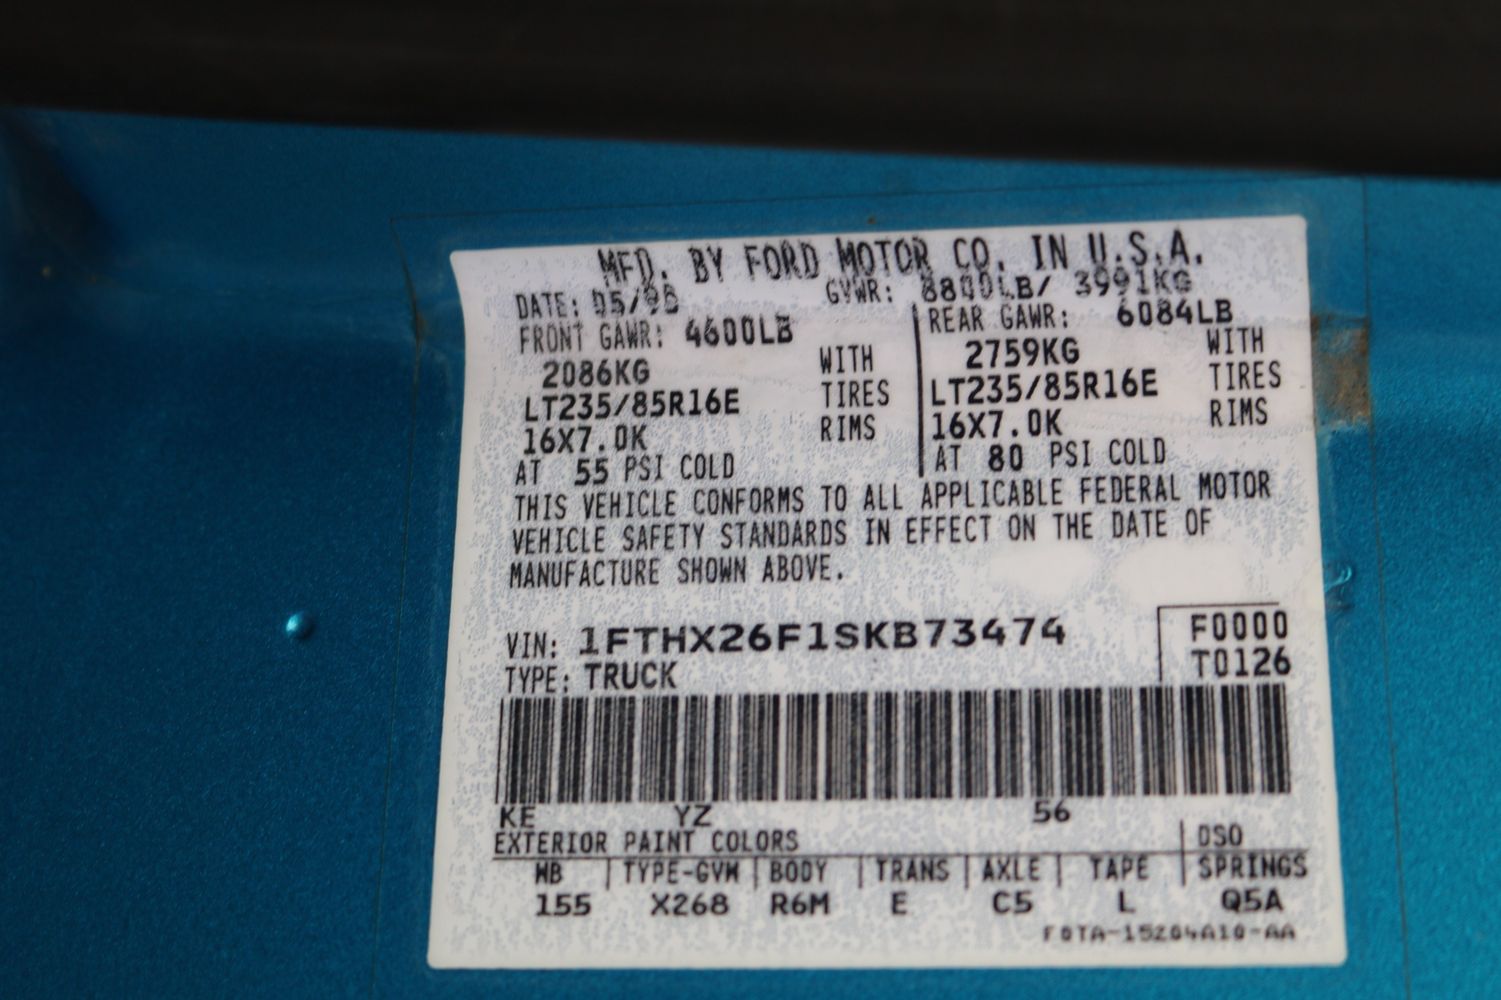 MFD. BY FORD MOTOR CO. IN U.S.A.
DATE: 05/95 GVWR: 8800LB/ 3991KG
FRONT GAWR: 4600LB REAR GAWR: 6084LB
2086KG WITH 2759KG WITH
LT235/85R16E TIRES LT235/85R16E TIRES
16X7.0K RIMS 16X7.0K RIMS
AT 55 PSI COLD AT 80 PSI COLD
THIS VEHICLE CONFORMS TO ALL APPLICABLE FEDERAL MOTOR
VEHICLE SAFETY STANDARDS IN EFFECT ON THE DATE OF
MANUFACTURE SHOWN ABOVE.
VIN: 1FTHX26F1SKB73474 F0000
TYPE: TRUCK T0126
KE YZ 56
EXTERIOR PAINT COLORS DSO
WB TYPE-GVM BODY TRANS AXLE TAPE SPRINGS
155 X268 R6M E C5 L Q5A
F0TA-15204A10-AA